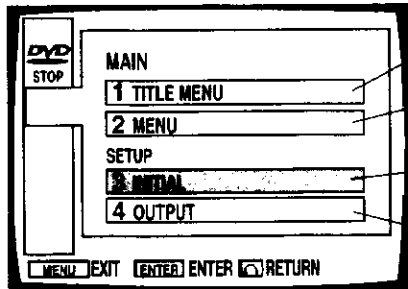 DVD
STOP
MAIN
1 TITLE MENU
2 MENU
SETUP
3 INITIAL
4 OUTPUT
MENU EXIT ENTER ENTER RETURN